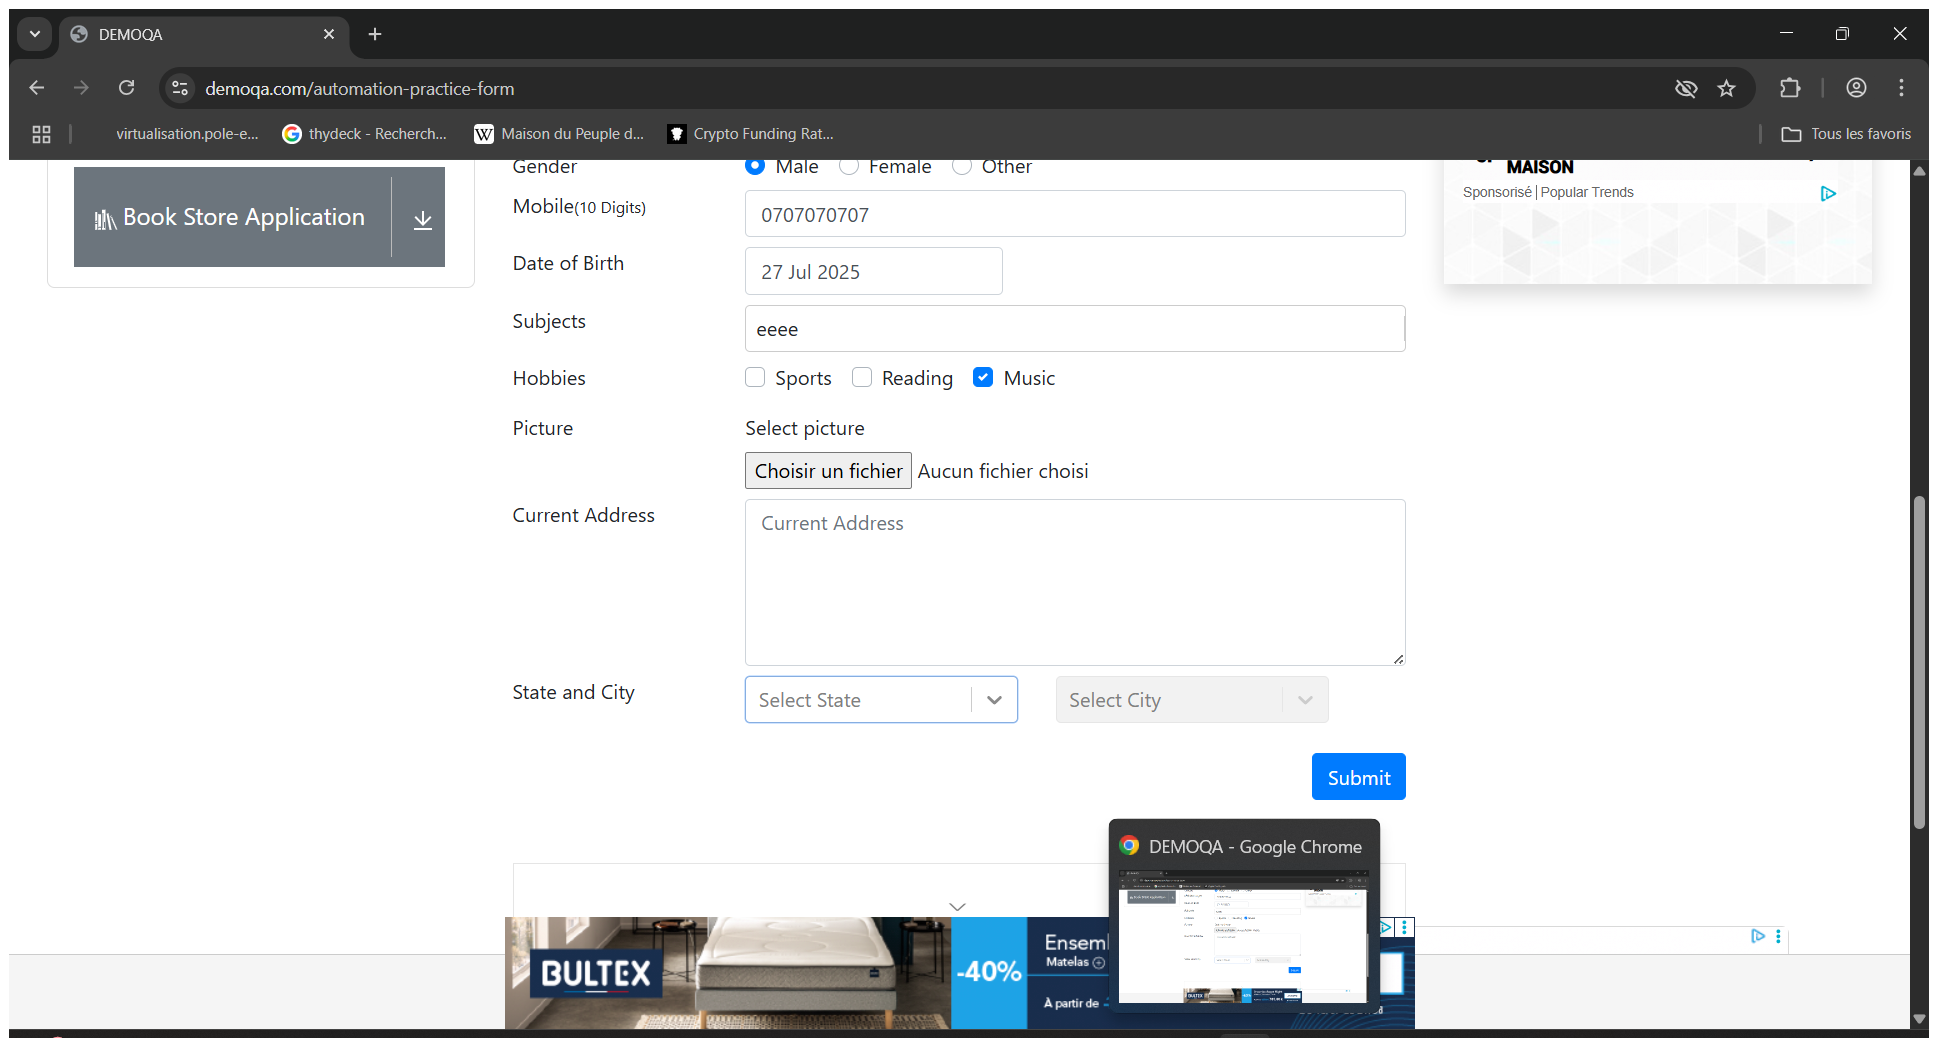 DEMOQA
demoqa.com/automation-practice-form
virtualisation.pole-e...
thydeck - Recherch...
Maison du Peuple d...
Crypto Funding Rat...
Tous les favoris
Gender
Male
Female
Other
MAISON
Sponsorisé | Popular Trends
Book Store Application
Mobile(10 Digits)
0707070707
Date of Birth
27 Jul 2025
Subjects
eeee
Hobbies
Sports
Reading
Music
Picture
Select picture
Choisir un fichier
Aucun fichier choisi
Current Address
Current Address
State and City
Select State
Select City
Submit
DEMOQA - Google Chrome
BULTEX
-40%
Matelas
À partir de